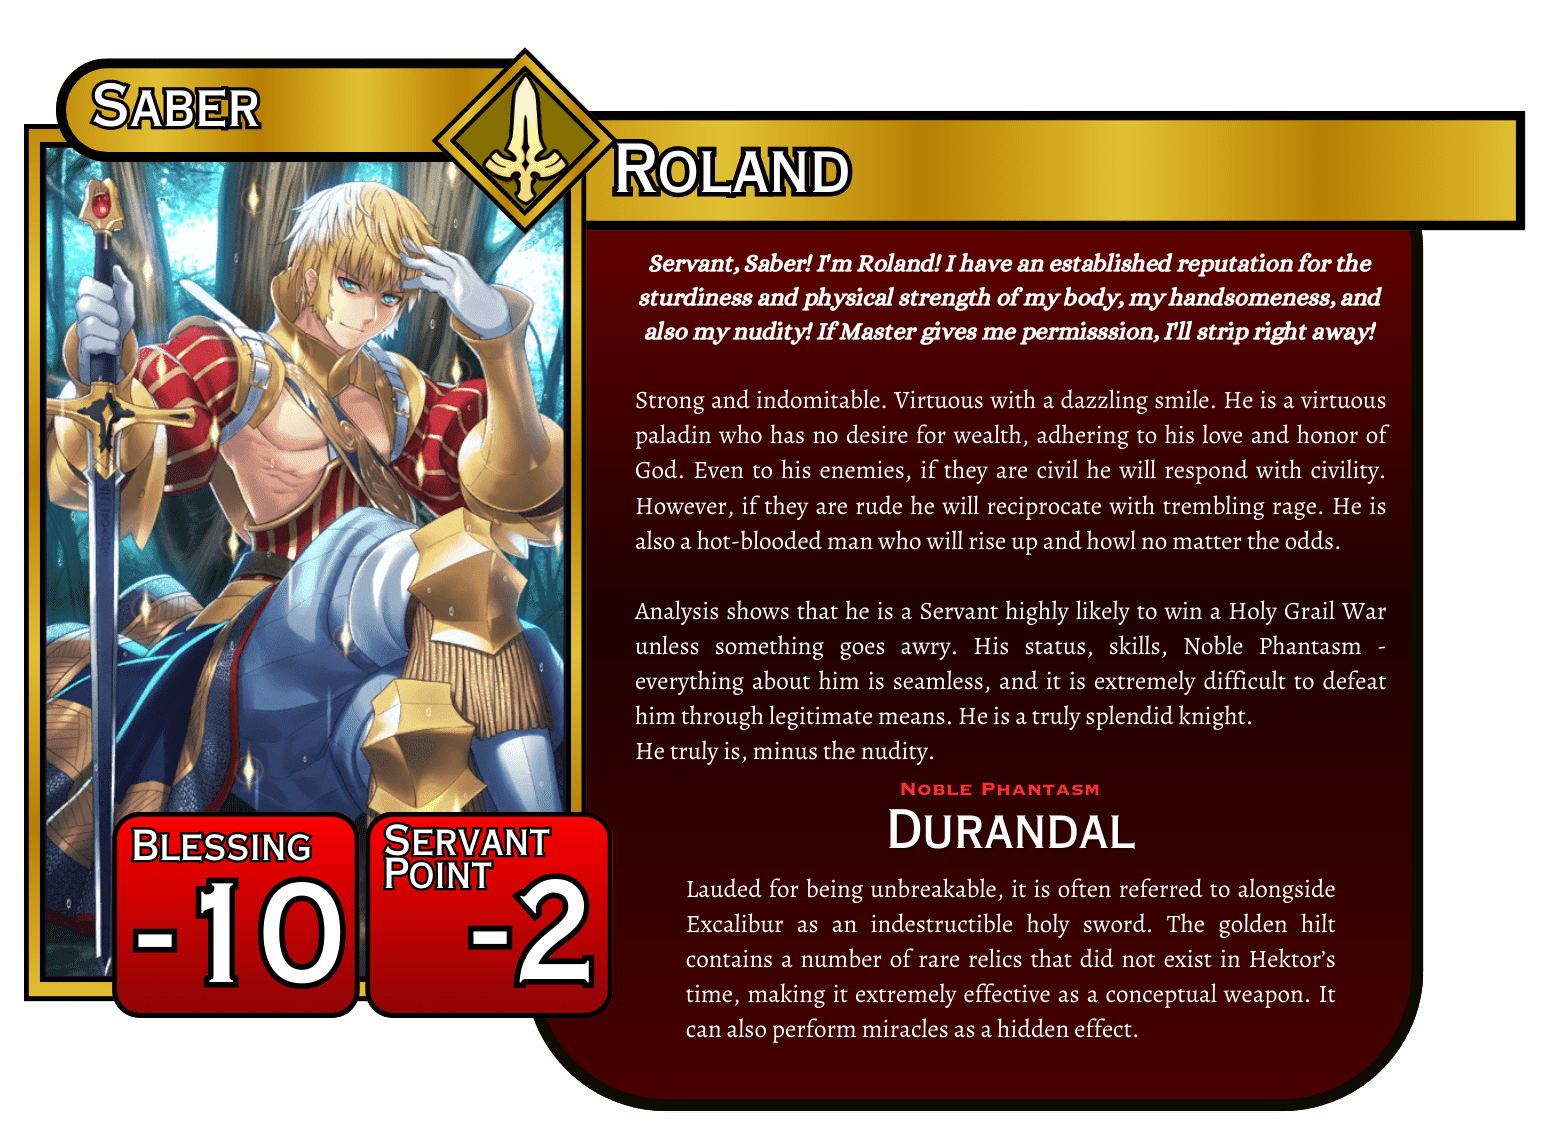 Saber
Roland
Servant, Saber! I'm Roland! I have an established reputation for the
sturdiness and physical strength of my body, my handsomeness, and
also my nudity! If Master gives me permisssion, I'll strip right away!
Strong and indomitable. Virtuous with a dazzling smile. He is a virtuous
paladin who has no desire for wealth, adhering to his love and honor of
God. Even to his enemies, if they are civil he will respond with civility.
However, if they are rude he will reciprocate with trembling rage. He is
also a hot-blooded man who will rise up and howl no matter the odds.
Analysis shows that he is a Servant highly likely to win a Holy Grail War
unless something goes awry. His status, skills, Noble Phantasm -
everything about him is seamless, and it is extremely difficult to defeat
him through legitimate means. He is a truly splendid knight.
He truly is, minus the nudity.
Noble Phantasm
Durandal
Lauded for being unbreakable, it is often referred to alongside
Excalibur as an indestructible holy sword. The golden hilt
contains a number of rare relics that did not exist in Hektor’s
time, making it extremely effective as a conceptual weapon. It
can also perform miracles as a hidden effect.
Blessing
-10
Servant
Point
-2